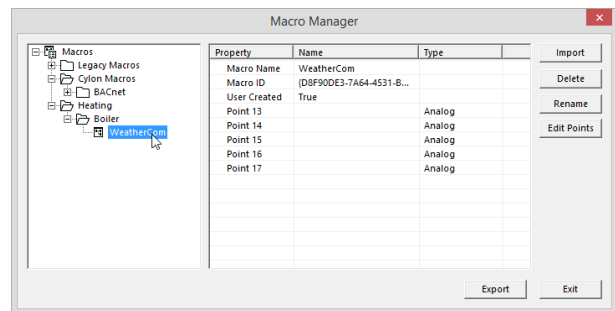 Macro Manager
Macros
Legacy Macros
Cylon Macros
BACnet
Heating
Boiler
WeatherCom
Property Name Type
Macro Name WeatherCom
Macro ID {D8F90DE3-7A64-4531-B...
User Created True
Point 13 Analog
Point 14 Analog
Point 15 Analog
Point 16 Analog
Point 17 Analog
Import
Delete
Rename
Edit Points
Export
Exit